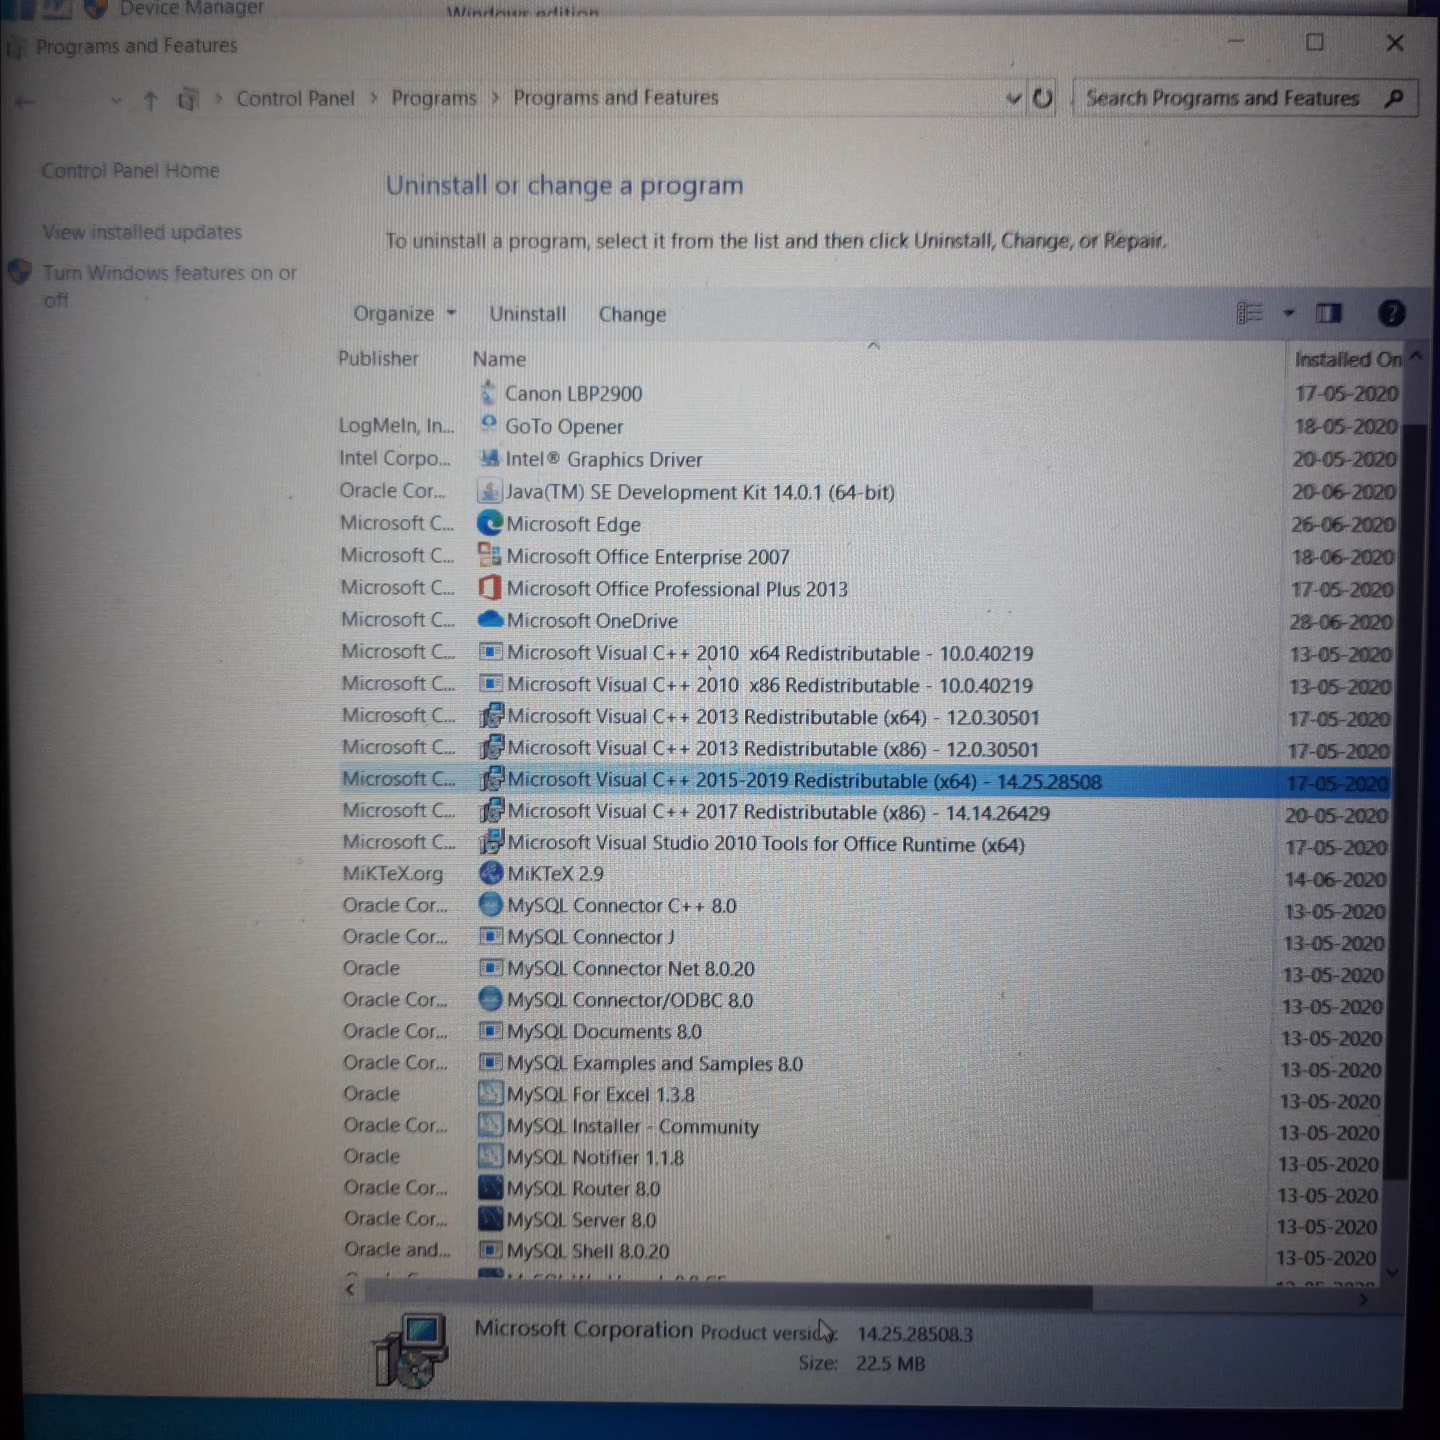 Device Manager
Windows edition
Programs and Features
Control Panel > Programs > Programs and Features
Search Programs and Features
Control Panel Home
View installed updates
Turn Windows features on or
off
Uninstall or change a program
To uninstall a program, select it from the list and then click Uninstall, Change, or Repair.
Organize Uninstall Change
Publisher Name Installed On
Canon LBP2900 17-05-2020
LogMeIn, In... GoTo Opener 18-05-2020
Intel Corpo... Intel® Graphics Driver 20-05-2020
Oracle Cor... Java(TM) SE Development Kit 14.0.1 (64-bit) 20-06-2020
Microsoft C... Microsoft Edge 26-06-2020
Microsoft C... Microsoft Office Enterprise 2007 18-06-2020
Microsoft C... Microsoft Office Professional Plus 2013 17-05-2020
Microsoft C... Microsoft OneDrive 28-06-2020
Microsoft C... Microsoft Visual C++ 2010 x64 Redistributable - 10.0.40219 13-05-2020
Microsoft C... Microsoft Visual C++ 2010 x86 Redistributable - 10.0.40219 13-05-2020
Microsoft C... Microsoft Visual C++ 2013 Redistributable (x64) - 12.0.30501 17-05-2020
Microsoft C... Microsoft Visual C++ 2013 Redistributable (x86) - 12.0.30501 17-05-2020
Microsoft C... Microsoft Visual C++ 2015-2019 Redistributable (x64) - 14.25.28508 17-05-2020
Microsoft C... Microsoft Visual C++ 2017 Redistributable (x86) - 14.14.26429 20-05-2020
Microsoft C... Microsoft Visual Studio 2010 Tools for Office Runtime (x64) 17-05-2020
MiKTeX.org MiKTeX 2.9 14-06-2020
Oracle Cor... MySQL Connector C++ 8.0 13-05-2020
Oracle Cor... MySQL Connector J 13-05-2020
Oracle MySQL Connector Net 8.0.20 13-05-2020
Oracle Cor... MySQL Connector/ODBC 8.0 13-05-2020
Oracle Cor... MySQL Documents 8.0 13-05-2020
Oracle Cor... MySQL Examples and Samples 8.0 13-05-2020
Oracle MySQL For Excel 1.3.8 13-05-2020
Oracle Cor... MySQL Installer - Community 13-05-2020
Oracle MySQL Notifier 1.1.8 13-05-2020
Oracle Cor... MySQL Router 8.0 13-05-2020
Oracle Cor... MySQL Server 8.0 13-05-2020
Oracle and... MySQL Shell 8.0.20 13-05-2020
Microsoft Corporation Product version: 14.25.28508.3
Size: 22.5 MB